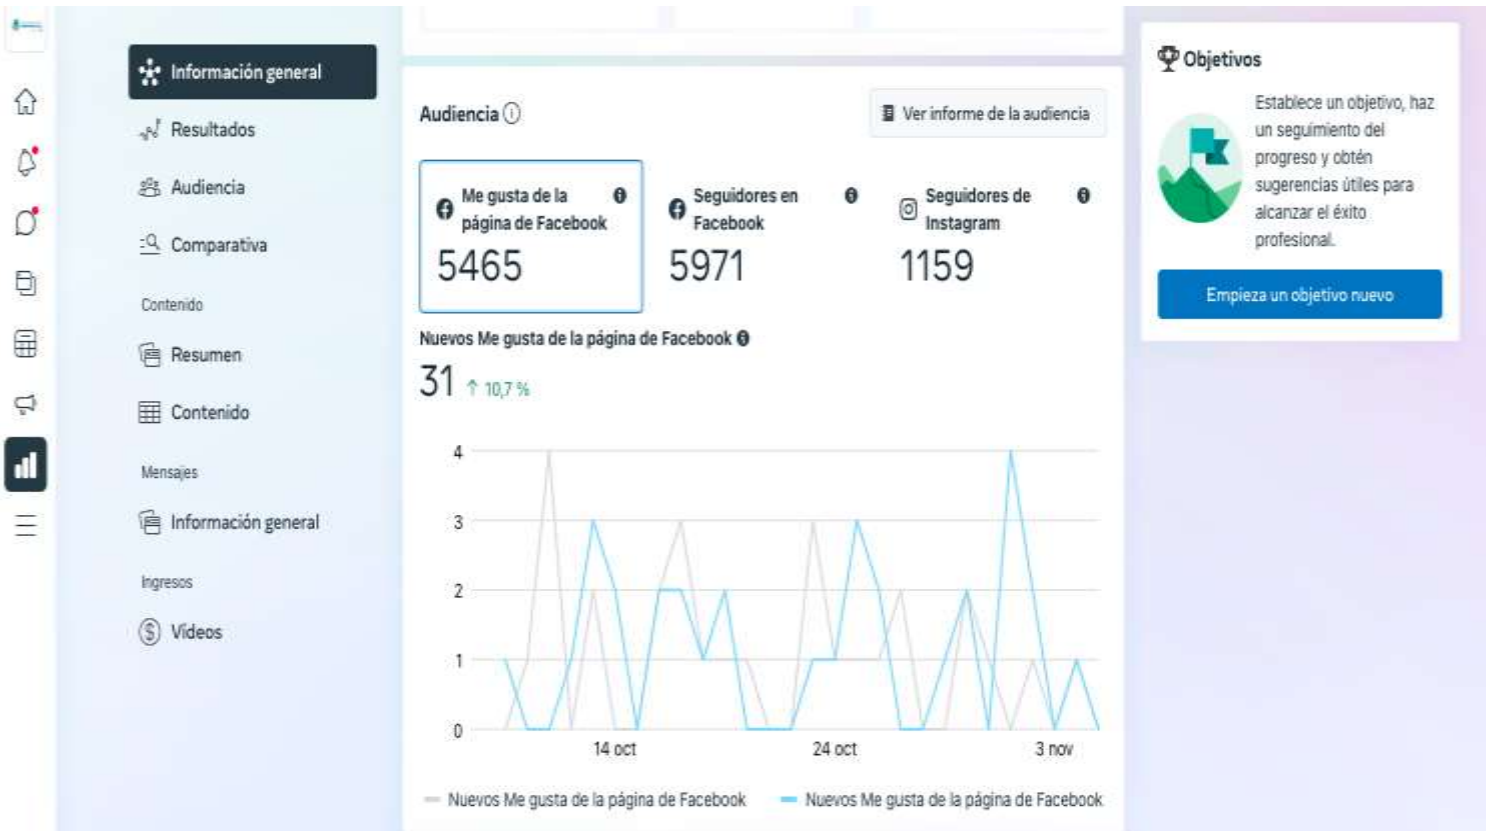 Información general
Resultados
Audiencia
Comparativa
Contenido
Resumen
Contenido
Mensajes
Información general
Ingresos
Vídeos
Audiencia
Ver informe de la audiencia
Me gusta de la
página de Facebook
5465
Seguidores en
Facebook
5971
Seguidores de
Instagram
1159
Nuevos Me gusta de la página de Facebook
31 ↑ 10,7 %
4
3
2
1
0
14 oct
24 oct
3 nov
Nuevos Me gusta de la página de Facebook
Nuevos Me gusta de la página de Facebook
Objetivos
Establece un objetivo, haz
un seguimiento del
progreso y obtén
sugerencias útiles para
alcanzar el éxito
profesional.
Empieza un objetivo nuevo